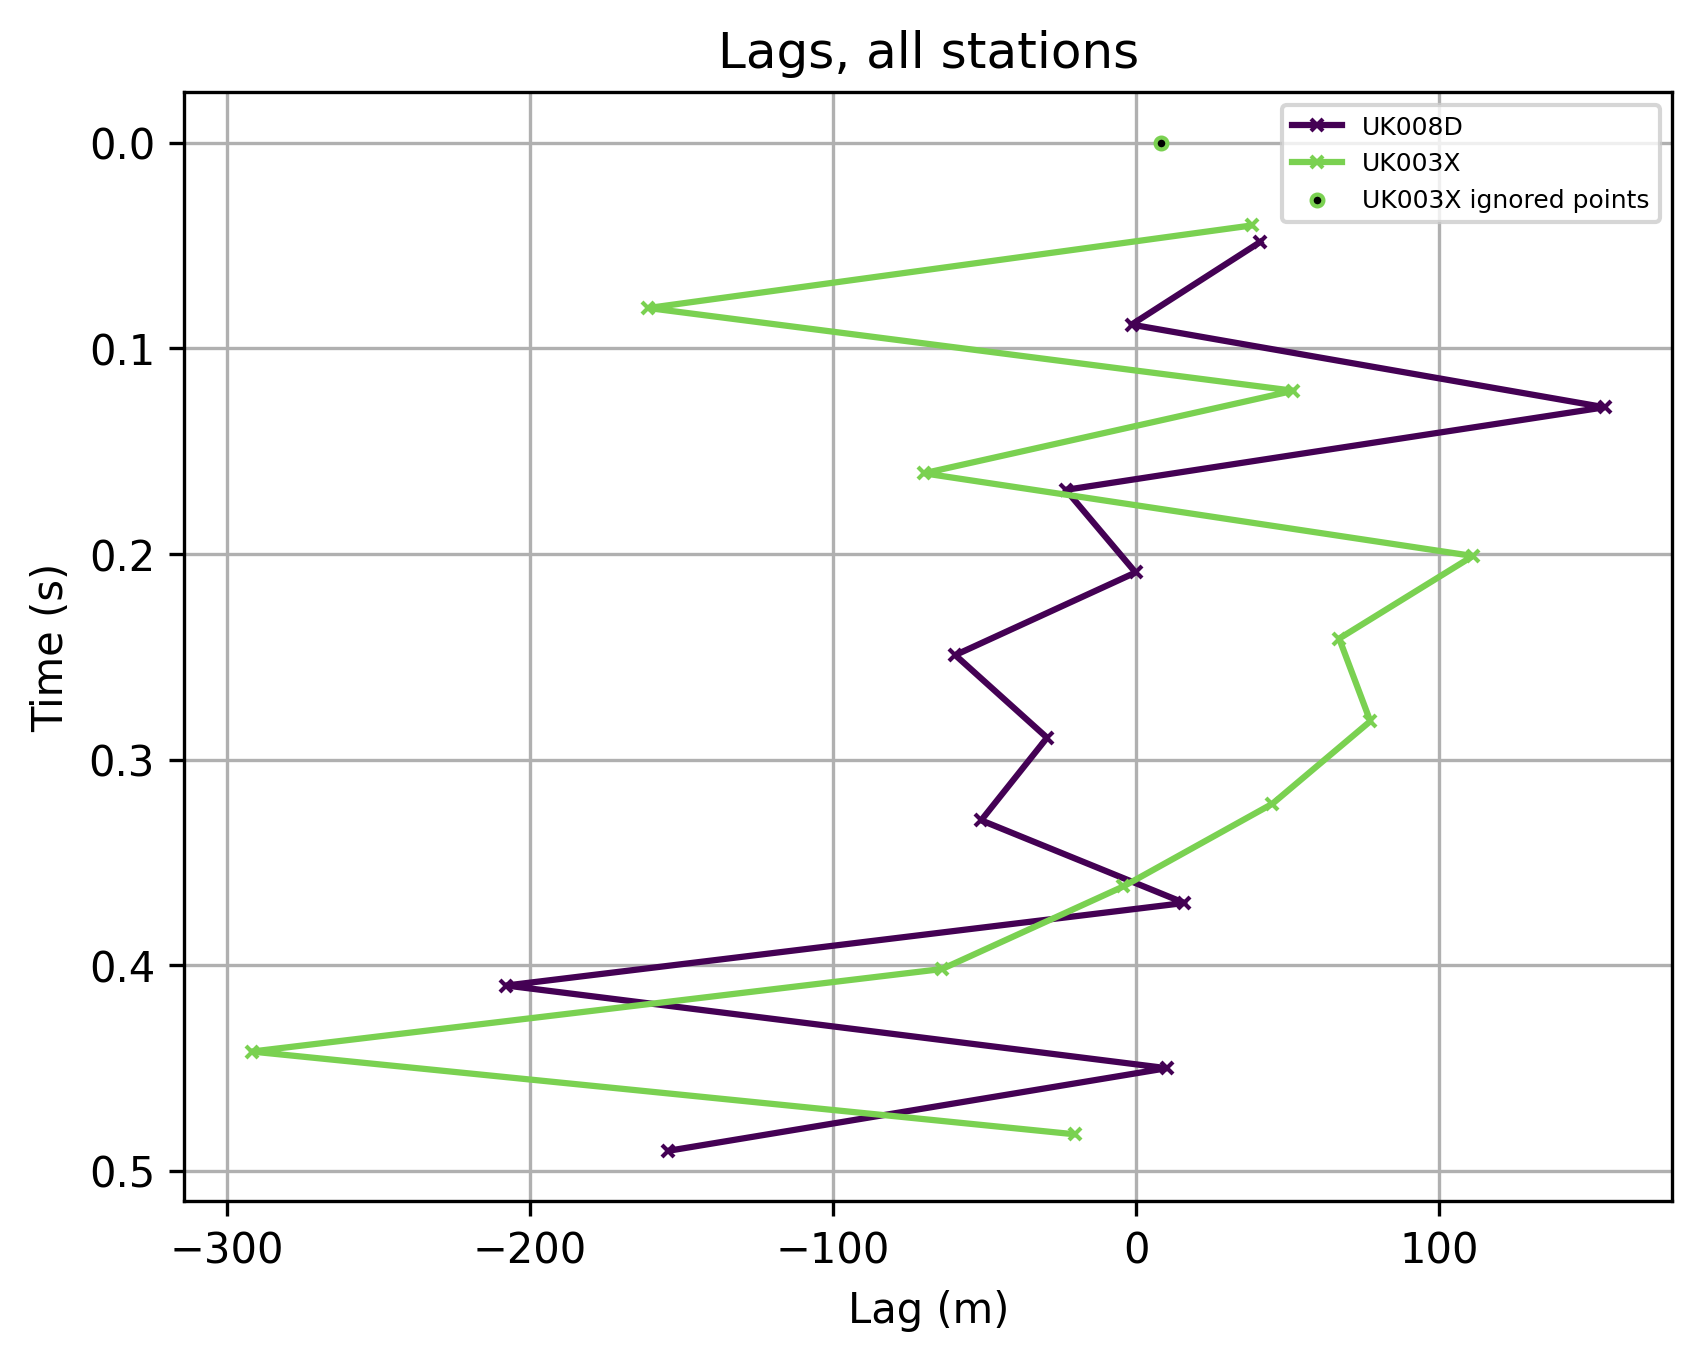 Lags, all stations
UK008D
UK003X
UK003X ignored points
0.0
0.1
0.2
0.3
0.4
0.5
Time (s)
−300
−200
−100
0
100
Lag (m)